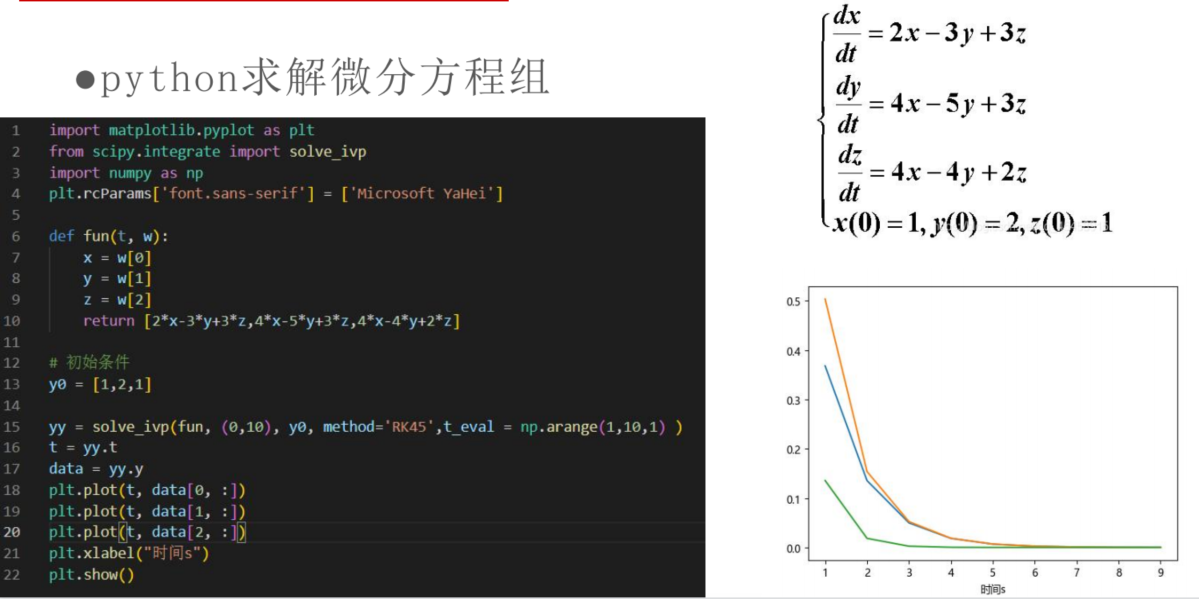 ●python求解微分方程组
1 import matplotlib.pyplot as plt
2 from scipy.integrate import solve_ivp
3 import numpy as np
4 plt.rcParams['font.sans-serif'] = ['Microsoft YaHei']
5
6 def fun(t, w):
7     x = w[0]
8     y = w[1]
9     z = w[2]
10     return [2*x-3*y+3*z,4*x-5*y+3*z,4*x-4*y+2*z]
11
12 # 初始条件
13 y0 = [1,2,1]
14
15 yy = solve_ivp(fun, (0,10), y0, method='RK45',t_eval = np.arange(1,10,1) )
16 t = yy.t
17 data = yy.y
18 plt.plot(t, data[0, :])
19 plt.plot(t, data[1, :])
20 plt.plot(t, data[2, :])
21 plt.xlabel("时间s")
22 plt.show()
dx/dt = 2x − 3y + 3z
dy/dt = 4x − 5y + 3z
dz/dt = 4x − 4y + 2z
x(0) = 1, y(0) = 2, z(0) = 1
0.5
0.4
0.3
0.2
0.1
0.0
1 2 3 4 5 6 7 8 9
时间s